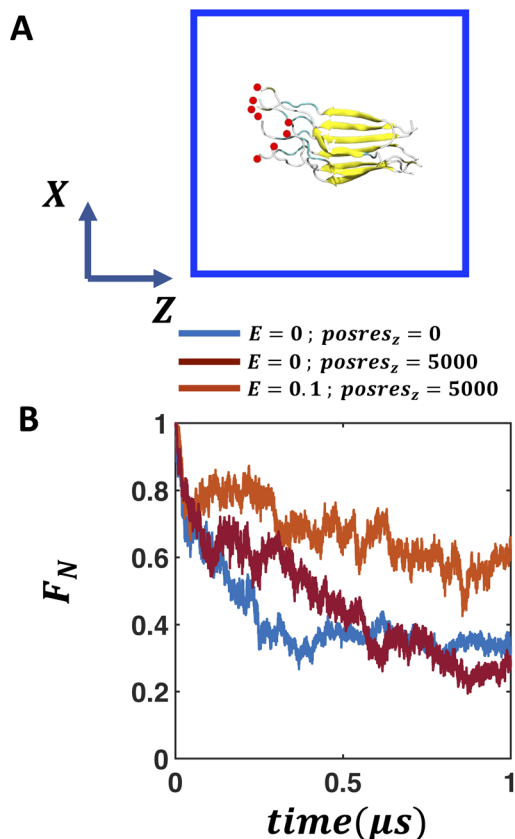 A
X
Z
E = 0 ; posres_z = 0
E = 0 ; posres_z = 5000
E = 0.1 ; posres_z = 5000
B
1
0.8
0.6
0.4
0.2
0
F_N
0 0.5 1
time(μs)